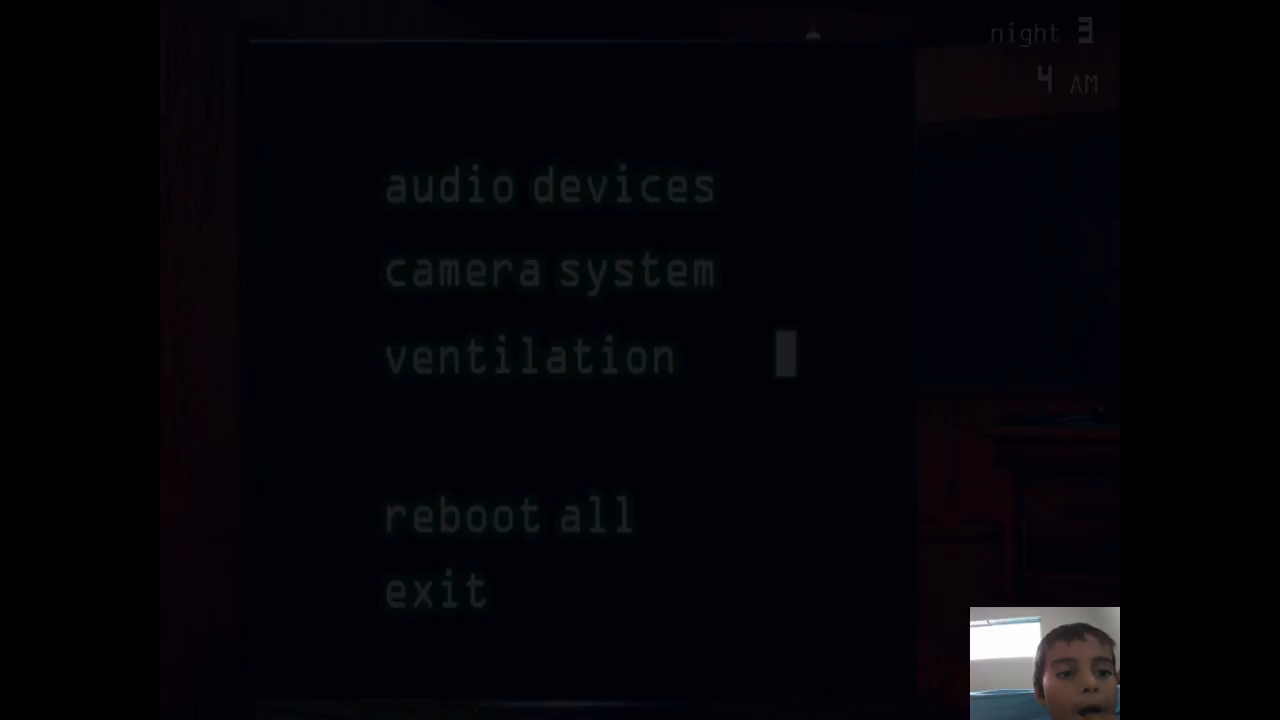 night 3
4 AM
audio devices
camera system
ventilation
reboot all
exit